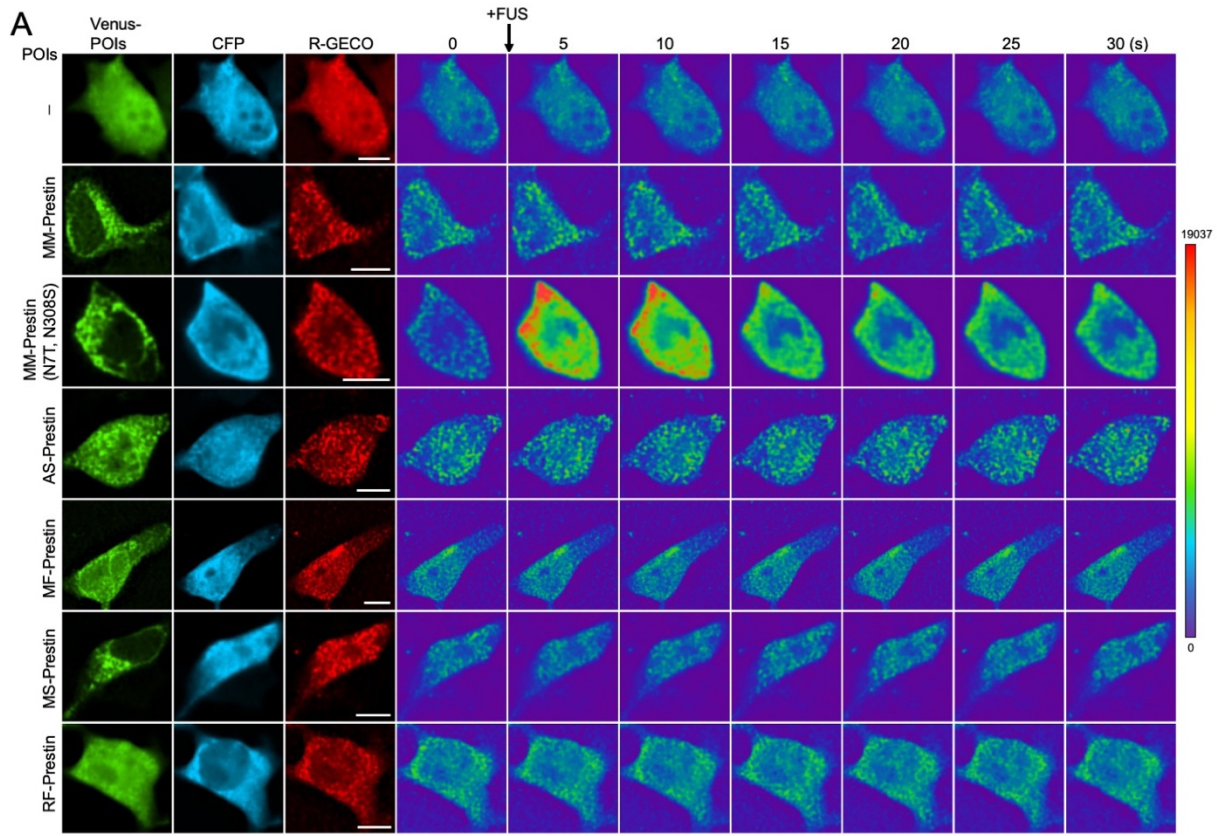 A
+FUS
Venus-
POIs
CFP
R-GECO
0
5
10
15
20
25
30 (s)
POIs
–
MM-Prestin
MM-Prestin
(N7T, N308S)
AS-Prestin
MF-Prestin
MS-Prestin
RF-Prestin
19037
0